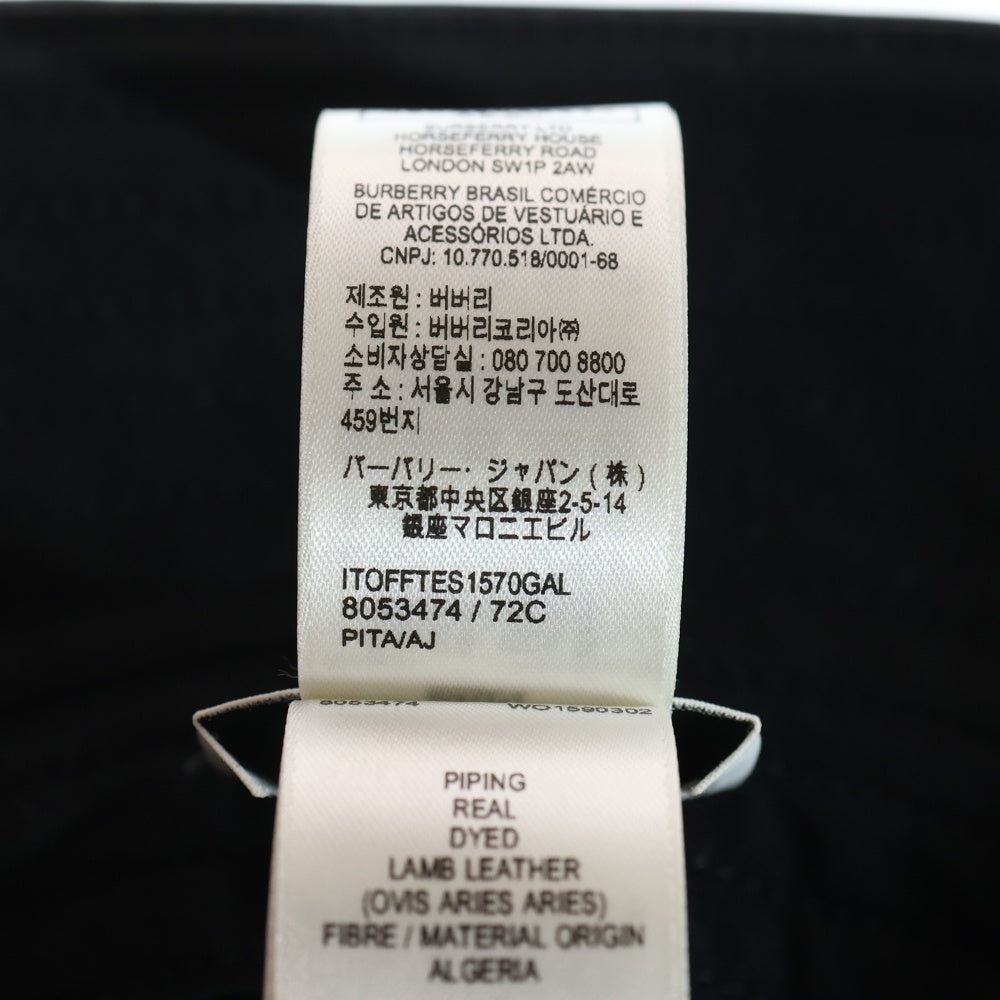 BURBERRY LTD
HORSEFERRY HOUSE
HORSEFERRY ROAD
LONDON SW1P 2AW
BURBERRY BRASIL COMÉRCIO
DE ARTIGOS DE VESTUÁRIO E
ACESSÓRIOS LTDA.
CNPJ: 10.770.518/0001-68
제조원 : 버버리
수입원 : 버버리코리아㈜
소비자상담실 : 080 700 8800
주 소 : 서울시 강남구 도산대로
459번지
バーバリー・ジャパン(株)
東京都中央区銀座2-5-14
銀座マロニエビル
ITOFFTES1570GAL
8053474 / 72C
PITA/AJ
8053474 WO1590302
PIPING
REAL
DYED
LAMB LEATHER
(OVIS ARIES ARIES)
FIBRE / MATERIAL ORIGIN
ALGERIA